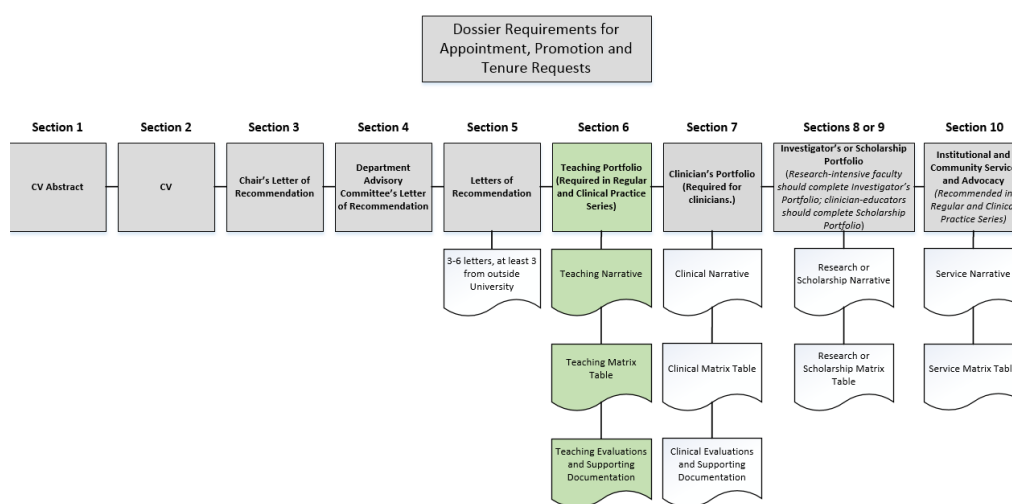 Dossier Requirements for
Appointment, Promotion and
Tenure Requests
Section 1
Section 2
Section 3
Section 4
Section 5
Section 6
Section 7
Sections 8 or 9
Section 10
CV Abstract
CV
Chair's Letter of
Recommendation
Department
Advisory
Committee's Letter
of Recommendation
Letters of
Recommendation
Teaching Portfolio
(Required in Regular
and Clinical Practice
Series)
Clinician's Portfolio
(Required for
clinicians.)
Investigator's or Scholarship
Portfolio
(Research-intensive faculty
should complete Investigator's
Portfolio; clinician-educators
should complete Scholarship
Portfolio)
Institutional and
Community Service
and Advocacy
(Recommended in
Regular and Clinical
Practice Series)
3-6 letters, at least 3
from outside
University
Teaching Narrative
Clinical Narrative
Research or
Scholarship Narrative
Service Narrative
Teaching Matrix
Table
Clinical Matrix Table
Research or
Scholarship Matrix
Table
Service Matrix Table
Teaching Evaluations
and Supporting
Documentation
Clinical Evaluations
and Supporting
Documentation